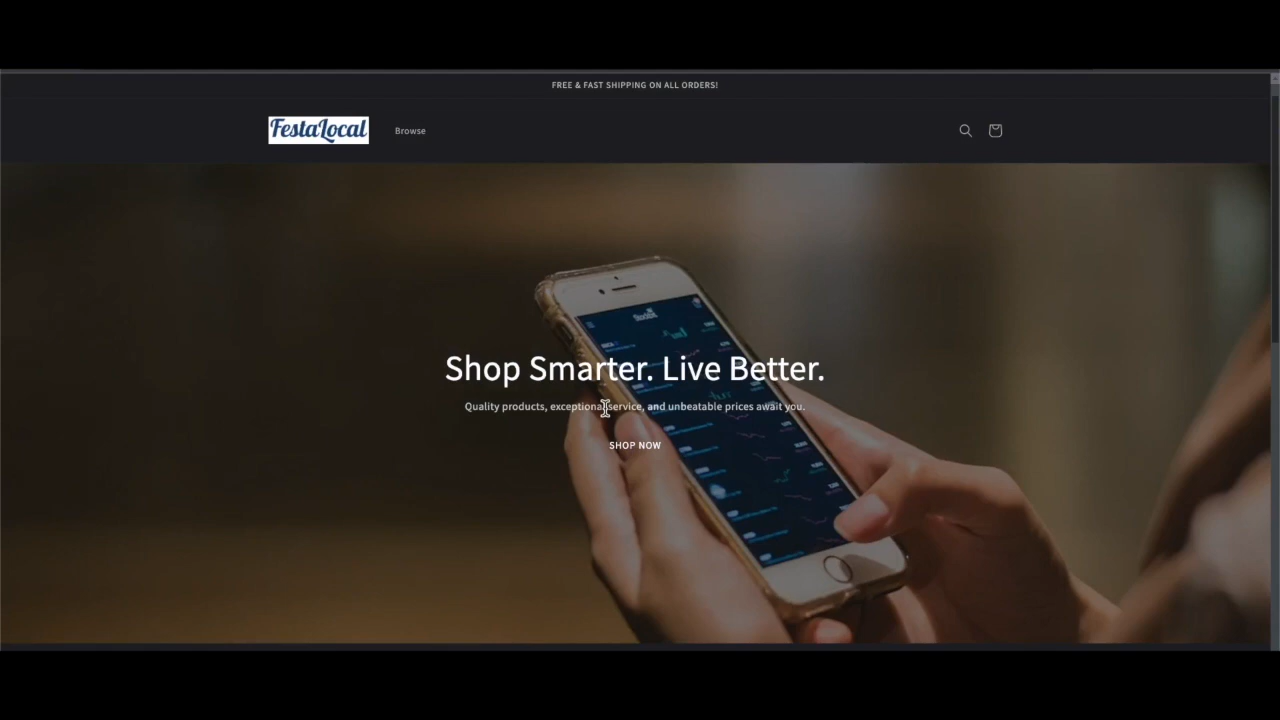 FREE & FAST SHIPPING ON ALL ORDERS!
FestaLocal
Browse
Shop Smarter. Live Better.
Quality products, exceptional service, and unbeatable prices await you.
SHOP NOW